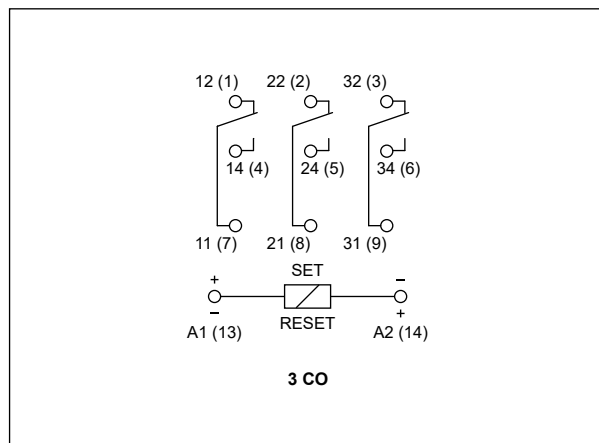 12 (1) 22 (2) 32 (3)
14 (4) 24 (5) 34 (6)
11 (7) 21 (8) 31 (9)
+ SET –
– RESET +
A1 (13) A2 (14)
3 CO